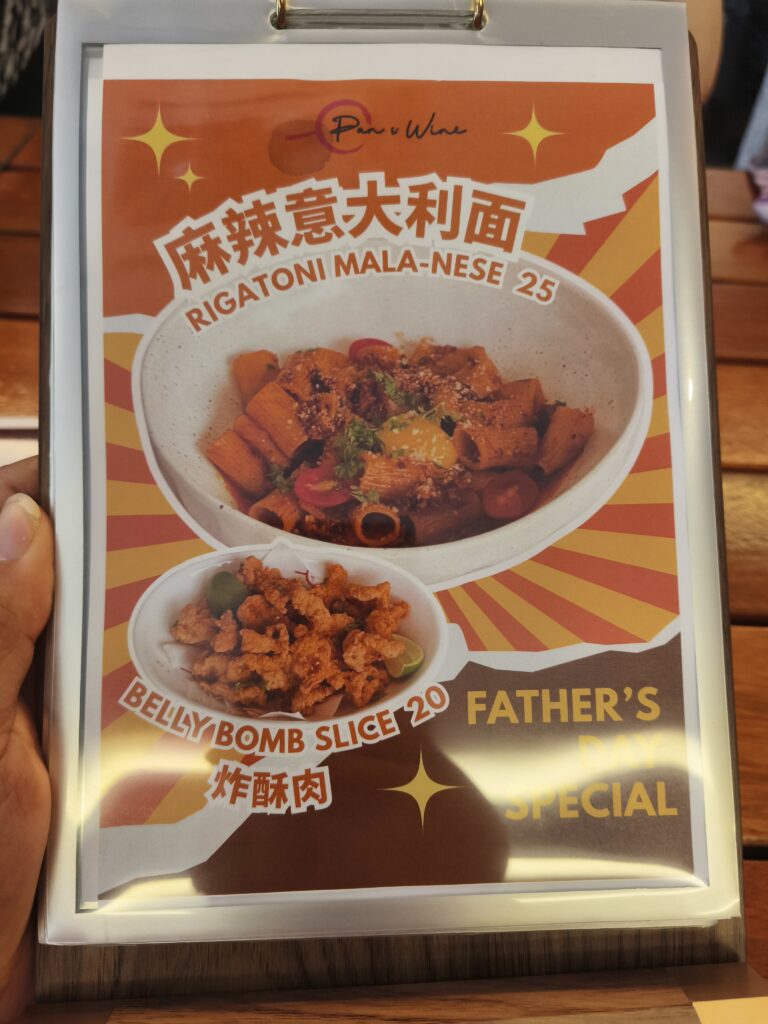 Pan & Wine
麻辣意大利面
RIGATONI MALA-NESE 25
BELLY BOMB SLICE 20
炸酥肉
FATHER'S
DAY
SPECIAL